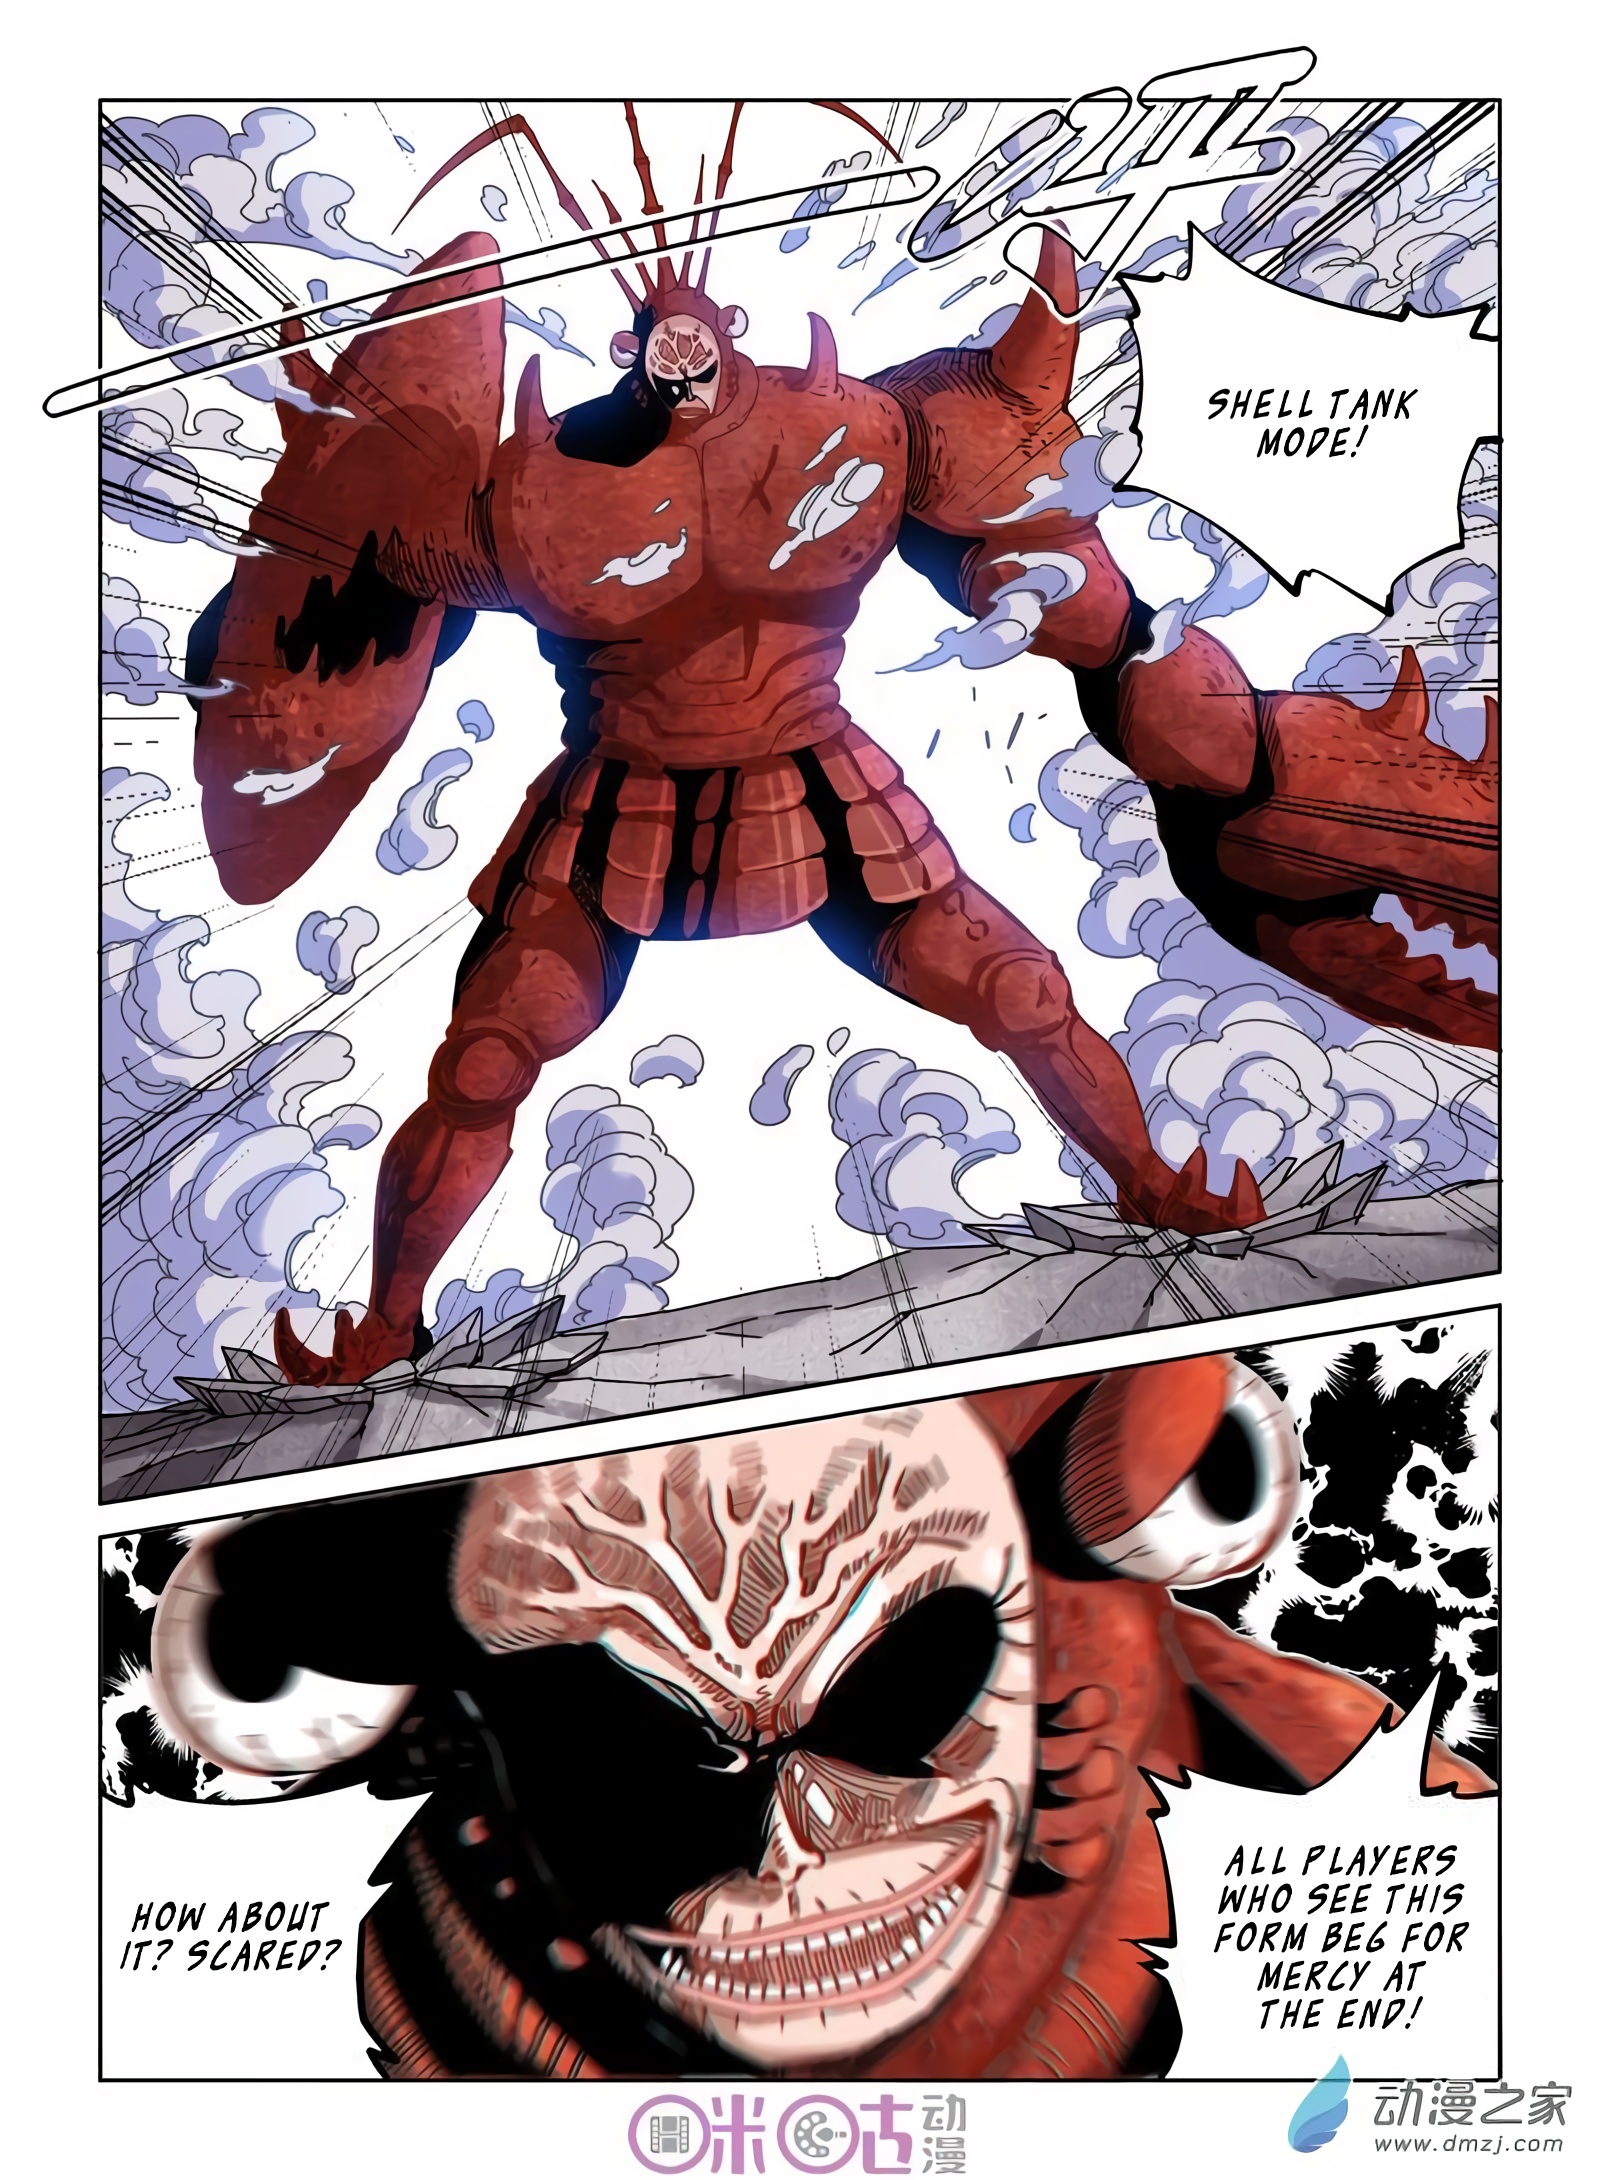 呯
SHELL TANK
MODE!
HOW ABOUT
IT? SCARED?
ALL PLAYERS
WHO SEE THIS
FORM BEG FOR
MERCY AT
THE END!
咪咕动漫
动漫之家
www.dmzj.com